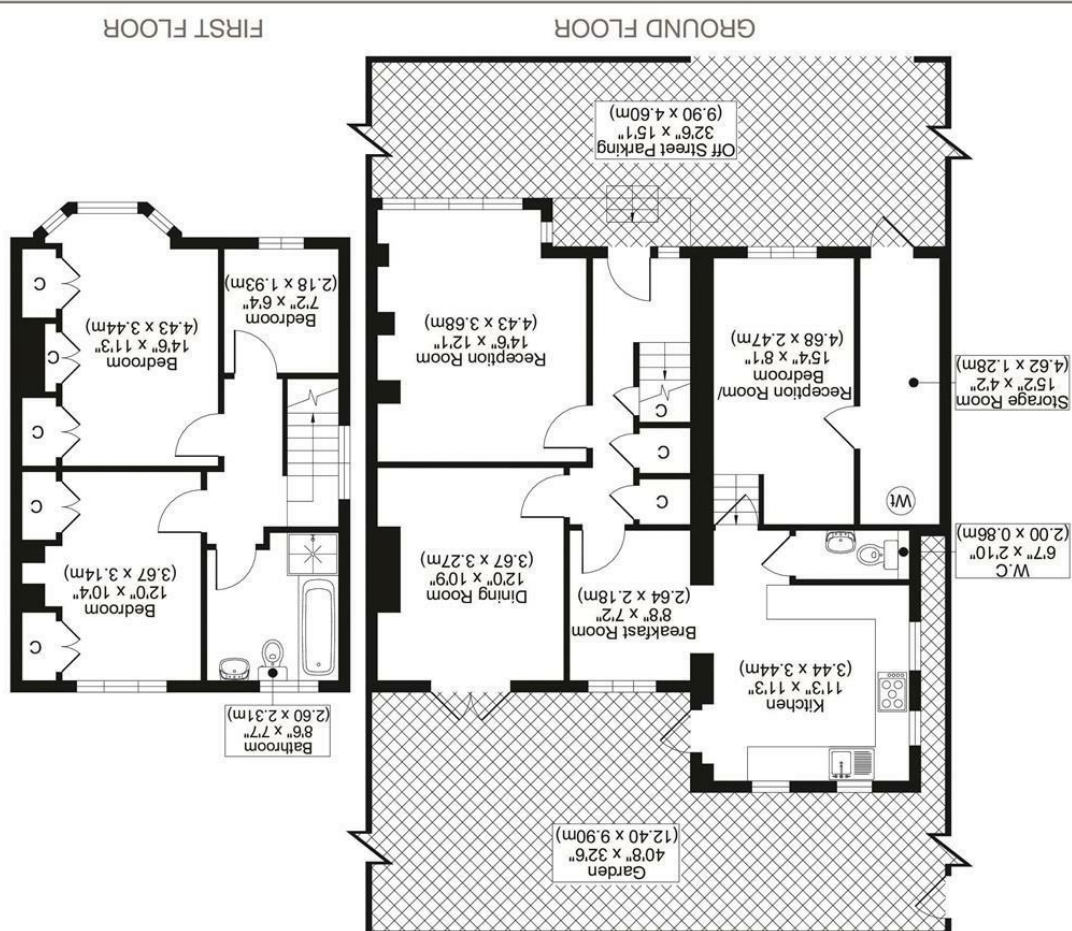 Garden
40'8" x 32'6"
(12.40 x 9.90m)
Kitchen
11'3" x 11'3"
(3.44 x 3.44m)
Breakfast Room
8'8" x 7'2"
(2.64 x 2.18m)
Dining Room
12'0" x 10'9"
(3.67 x 3.27m)
W.C
6'7" x 2'10"
(2.00 x 0.86m)
Wt
C
C
C
Storage Room
15'2" x 4'2"
(4.62 x 1.28m)
Reception Room/
Bedroom
15'4" x 8'1"
(4.68 x 2.47m)
Reception Room
14'6" x 12'1"
(4.43 x 3.68m)
Off Street Parking
32'6" x 15'1"
(9.90 x 4.60m)
GROUND FLOOR
Bathroom
8'6" x 7'7"
(2.60 x 2.31m)
Bedroom
12'0" x 10'4"
(3.67 x 3.14m)
C
C
C
C
C
Bedroom
14'6" x 11'3"
(4.43 x 3.44m)
Bedroom
7'2" x 6'4"
(2.18 x 1.93m)
FIRST FLOOR